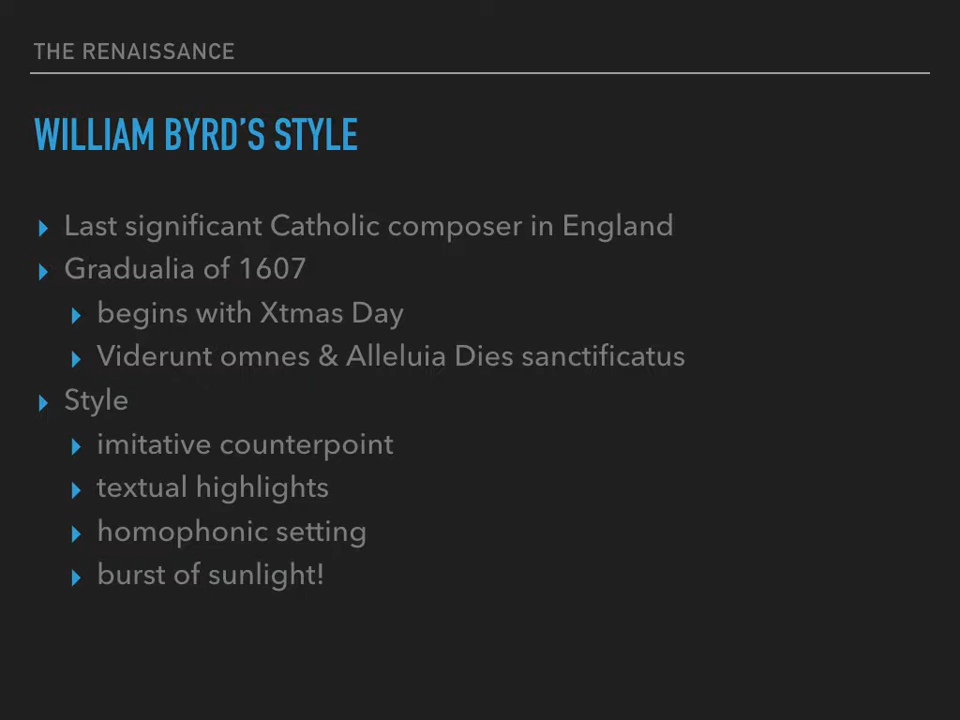 THE RENAISSANCE
WILLIAM BYRD'S STYLE
Last significant Catholic composer in England
Gradualia of 1607
begins with Xtmas Day
Viderunt omnes & Alleluia Dies sanctificatus
Style
imitative counterpoint
textual highlights
homophonic setting
burst of sunlight!